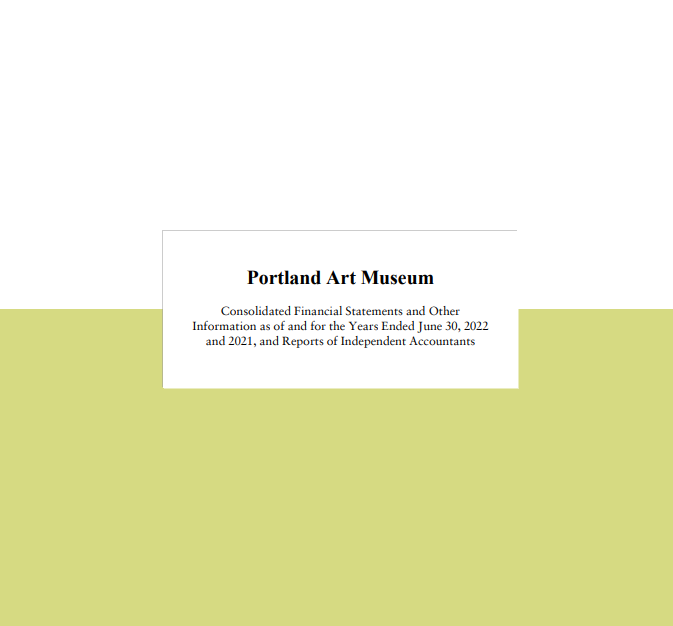 Portland Art Museum
Consolidated Financial Statements and Other
Information as of and for the Years Ended June 30, 2022
and 2021, and Reports of Independent Accountants